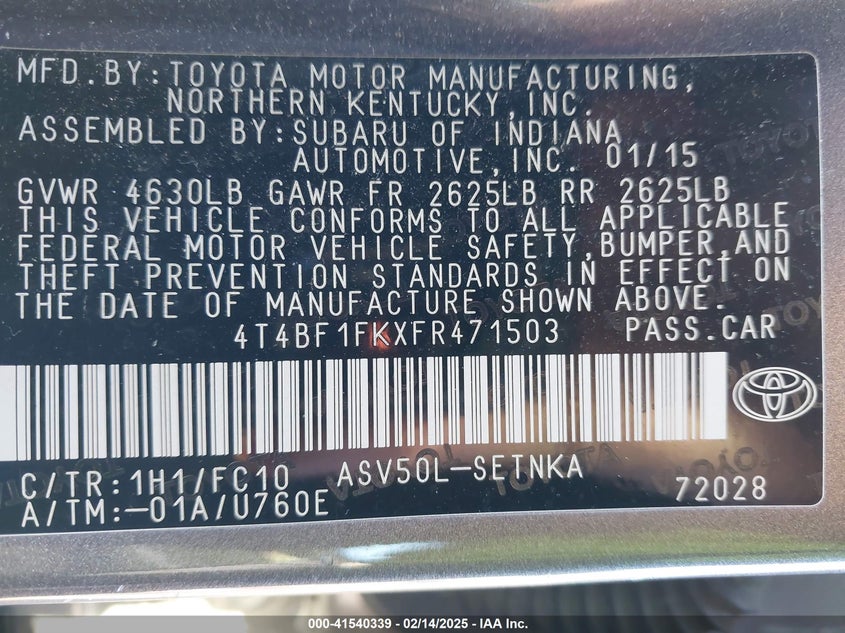 MFD.BY:TOYOTA MOTOR MANUFACTURING,
NORTHERN KENTUCKY,INC.
ASSEMBLED BY:SUBARU OF INDIANA
AUTOMOTIVE,INC. 01/15
GVWR 4630LB GAWR FR 2625LB RR 2625LB
THIS VEHICLE CONFORMS TO ALL APPLICABLE
FEDERAL MOTOR VEHICLE SAFETY,BUMPER,AND
THEFT PREVENTION STANDARDS IN EFFECT ON
THE DATE OF MANUFACTURE SHOWN ABOVE.
4T4BF1FKXFR471503 PASS.CAR
C/TR:1H1/FC10 ASV50L-SETNKA
A/TM:-01A/U760E 72028
000-41540339 - 02/14/2025 - IAA Inc.